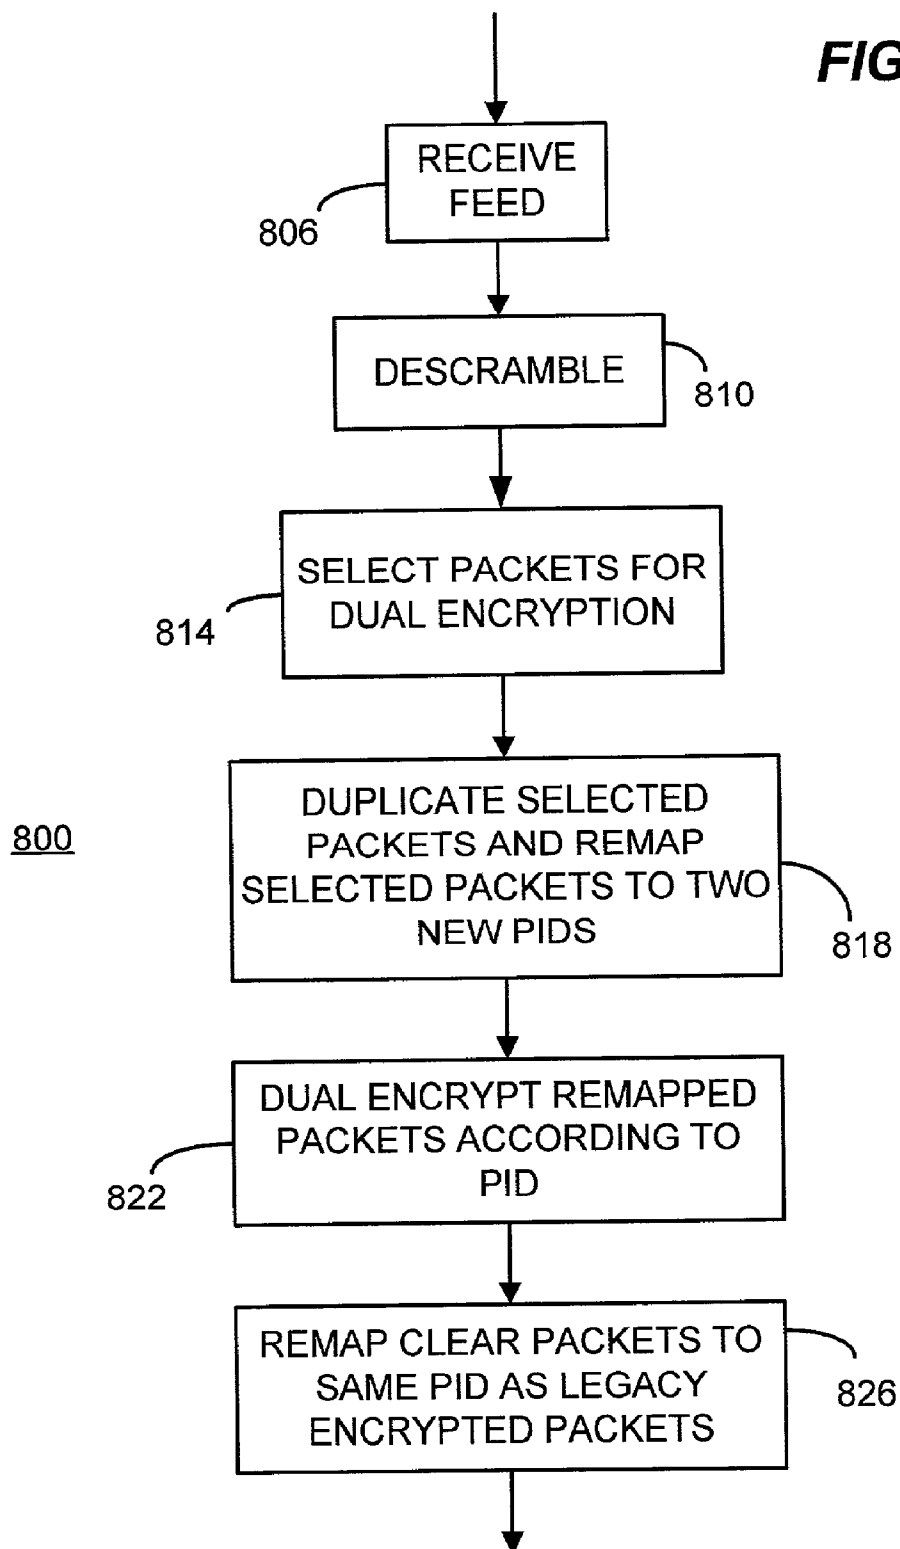 FIG
RECEIVE
FEED
806
DESCRAMBLE
810
SELECT PACKETS FOR
DUAL ENCRYPTION
814
800
DUPLICATE SELECTED
PACKETS AND REMAP
SELECTED PACKETS TO TWO
NEW PIDS
818
DUAL ENCRYPT REMAPPED
PACKETS ACCORDING TO
PID
822
REMAP CLEAR PACKETS TO
SAME PID AS LEGACY
ENCRYPTED PACKETS
826